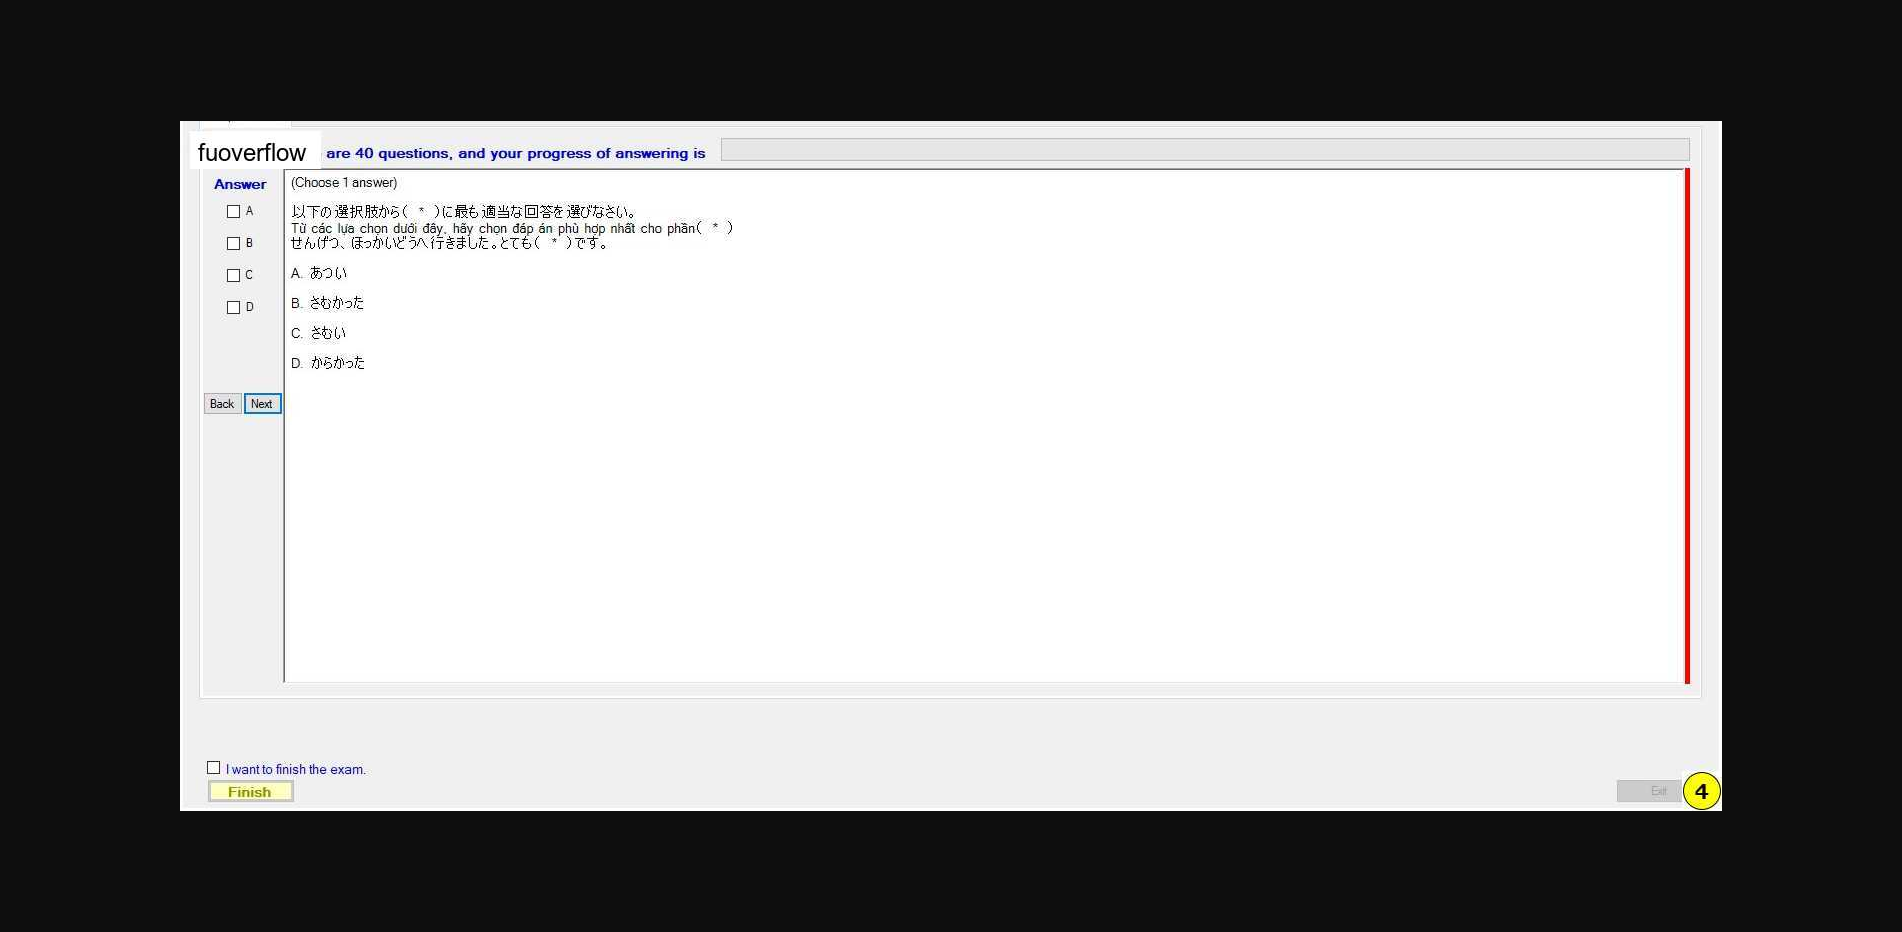 fuoverflow are 40 questions, and your progress of answering is
Answer
(Choose 1 answer)
A
B
C
D
以下の選択肢から( * )に最も適当な回答を選びなさい。
Từ các lựa chọn dưới đây, hãy chọn đáp án phù hợp nhất cho phần( * )
せんげつ、ほっかいどうへ行きました。とても( * )です。
A. あつい
B. さむかった
C. さむい
D. からかった
Back Next
I want to finish the exam.
Finish
Exit
4